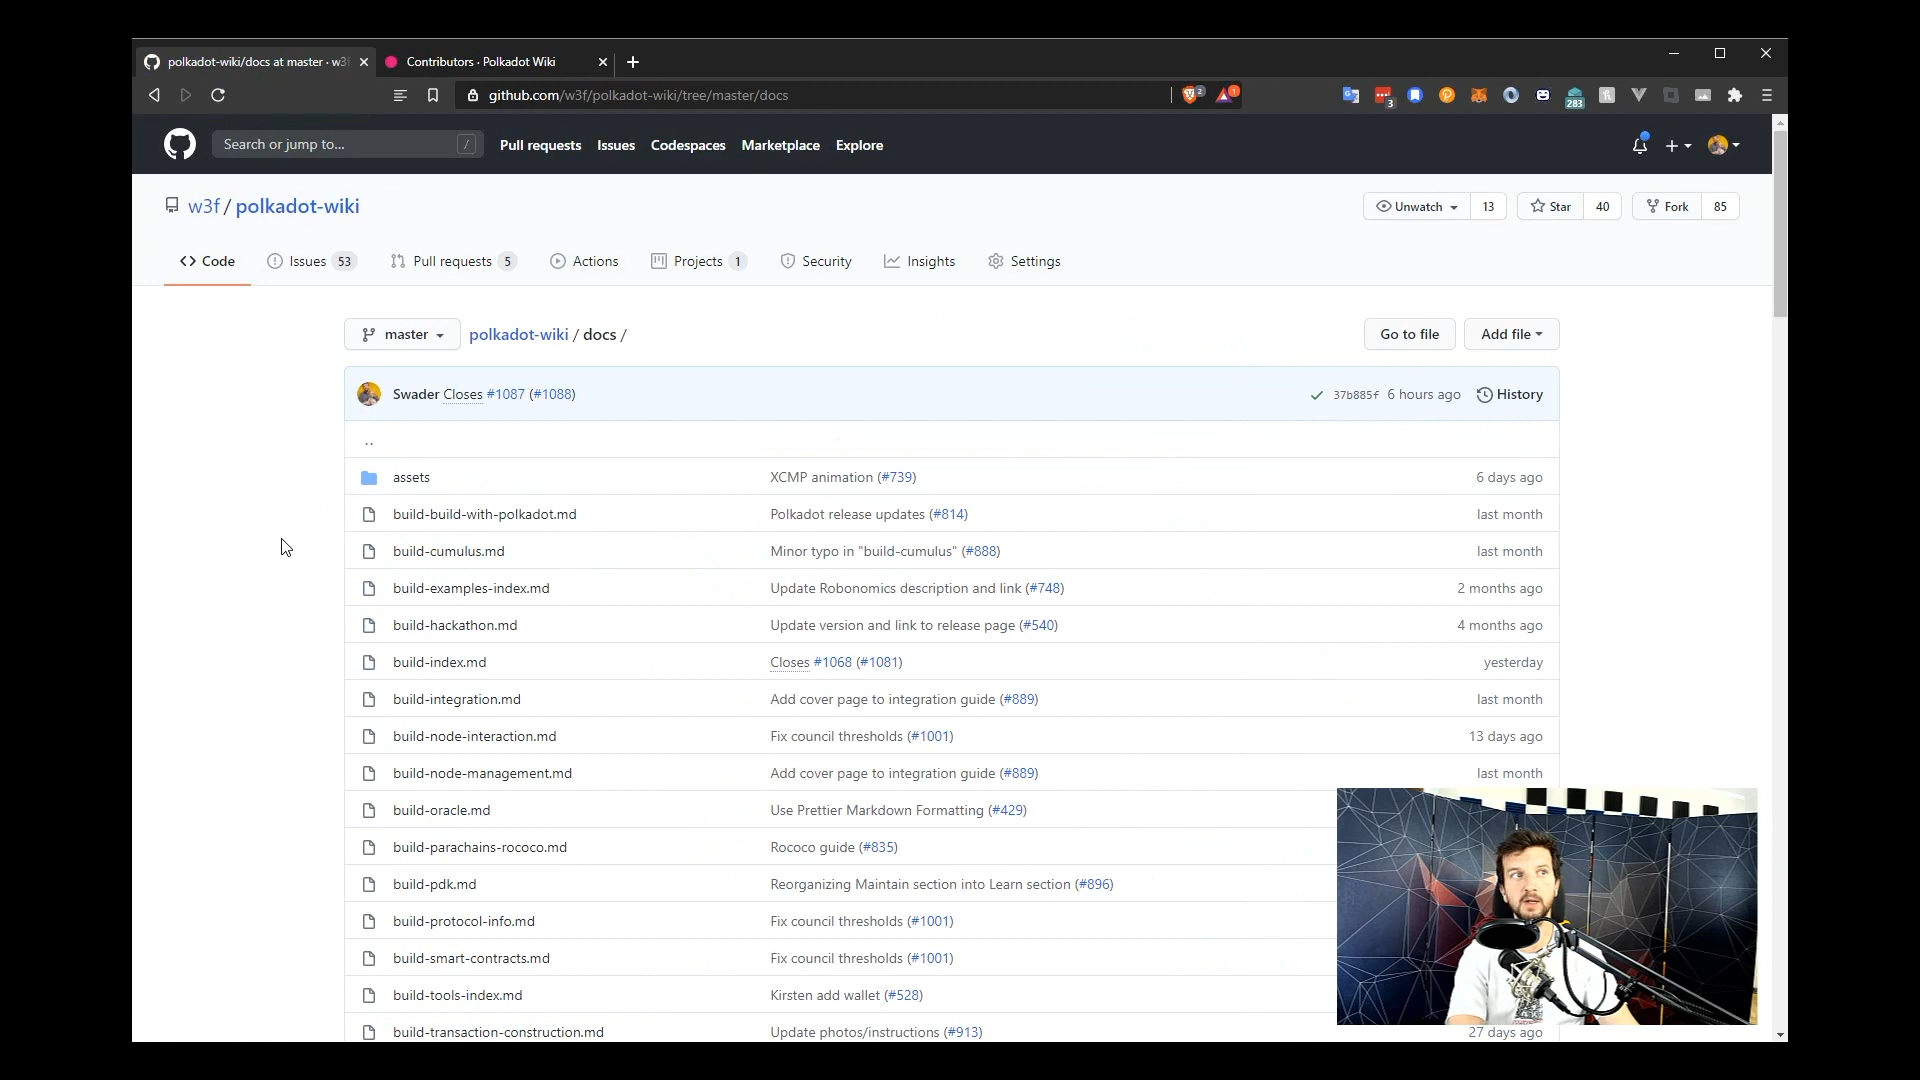 polkadot-wiki/docs at master · w3f
Contributors · Polkadot Wiki
github.com/w3f/polkadot-wiki/tree/master/docs
2
1
3
283
Search or jump to...
/
Pull requests
Issues
Codespaces
Marketplace
Explore
w3f / polkadot-wiki
Unwatch 13
Star 40
Fork 85
Code
Issues 53
Pull requests 5
Actions
Projects 1
Security
Insights
Settings
master
polkadot-wiki / docs /
Go to file
Add file
Swader Closes #1087 (#1088)
37b885f 6 hours ago
History
..
assets XCMP animation (#739) 6 days ago
build-build-with-polkadot.md Polkadot release updates (#814) last month
build-cumulus.md Minor typo in "build-cumulus" (#888) last month
build-examples-index.md Update Robonomics description and link (#748) 2 months ago
build-hackathon.md Update version and link to release page (#540) 4 months ago
build-index.md Closes #1068 (#1081) yesterday
build-integration.md Add cover page to integration guide (#889) last month
build-node-interaction.md Fix council thresholds (#1001) 13 days ago
build-node-management.md Add cover page to integration guide (#889) last month
build-oracle.md Use Prettier Markdown Formatting (#429)
build-parachains-rococo.md Rococo guide (#835)
build-pdk.md Reorganizing Maintain section into Learn section (#896)
build-protocol-info.md Fix council thresholds (#1001)
build-smart-contracts.md Fix council thresholds (#1001)
build-tools-index.md Kirsten add wallet (#528)
build-transaction-construction.md Update photos/instructions (#913) 27 days ago